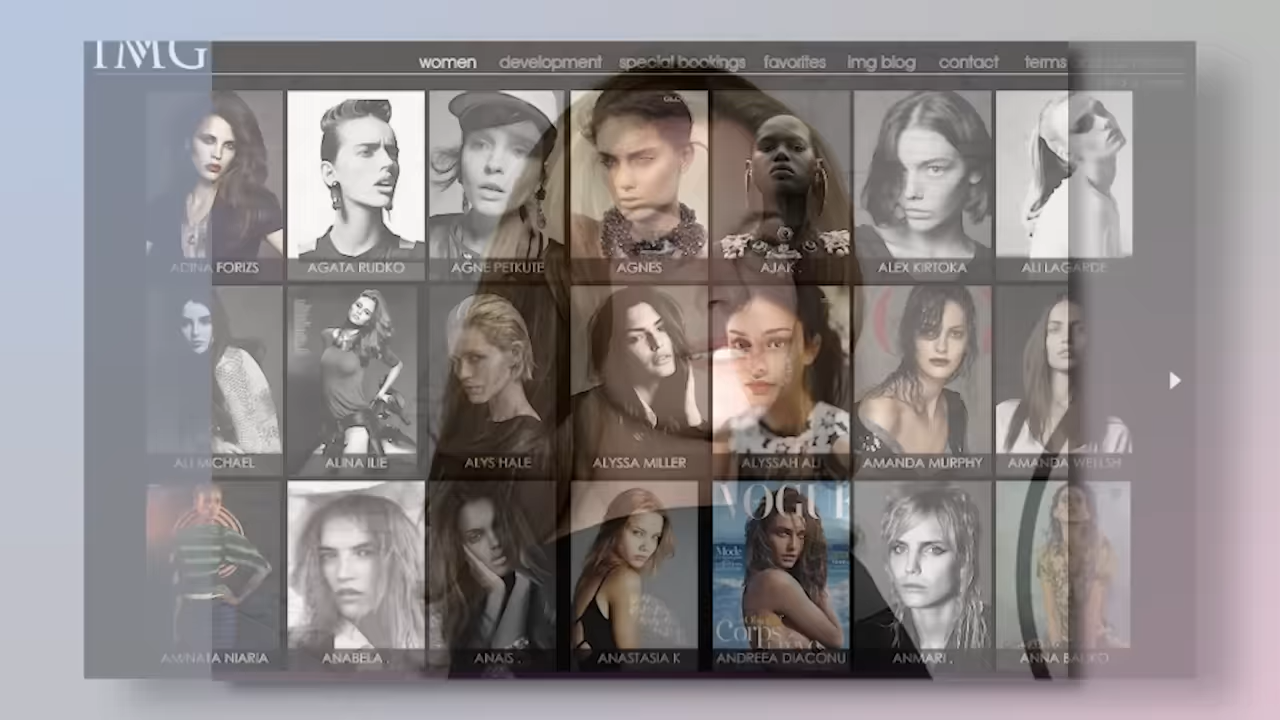 IMG
women development special bookings favorites img blog contact terms
ADINA FORIZS AGATA RUDKO AGNE PETKUTE AGNES AJAK . ALEX KIRTOKA ALI LAGARDE
ALI MICHAEL ALINA ILIE ALYS HALE ALYSSA MILLER ALYSSAH ALI AMANDA MURPHY AMANDA WELLSH
VOGUE
Mode
Corps
AMINATA NIARIA ANABELA . ANAIS . ANASTASIA K ANDREEA DIACONU ANMARI . ANNA